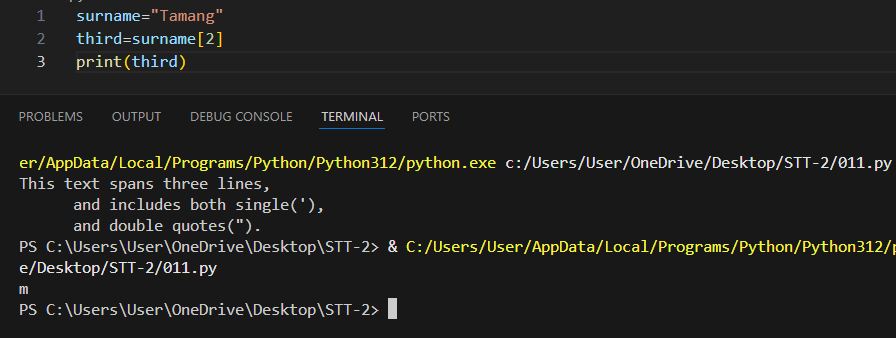 1 surname="Tamang"
2 third=surname[2]
3 print(third)
PROBLEMS OUTPUT DEBUG CONSOLE TERMINAL PORTS
er/AppData/Local/Programs/Python/Python312/python.exe c:/Users/User/OneDrive/Desktop/STT-2/011.py
This text spans three lines,
      and includes both single('),
      and double quotes(").
PS C:\Users\User\OneDrive\Desktop\STT-2> & C:/Users/User/AppData/Local/Programs/Python/Python312/p
e/Desktop/STT-2/011.py
m
PS C:\Users\User\OneDrive\Desktop\STT-2>